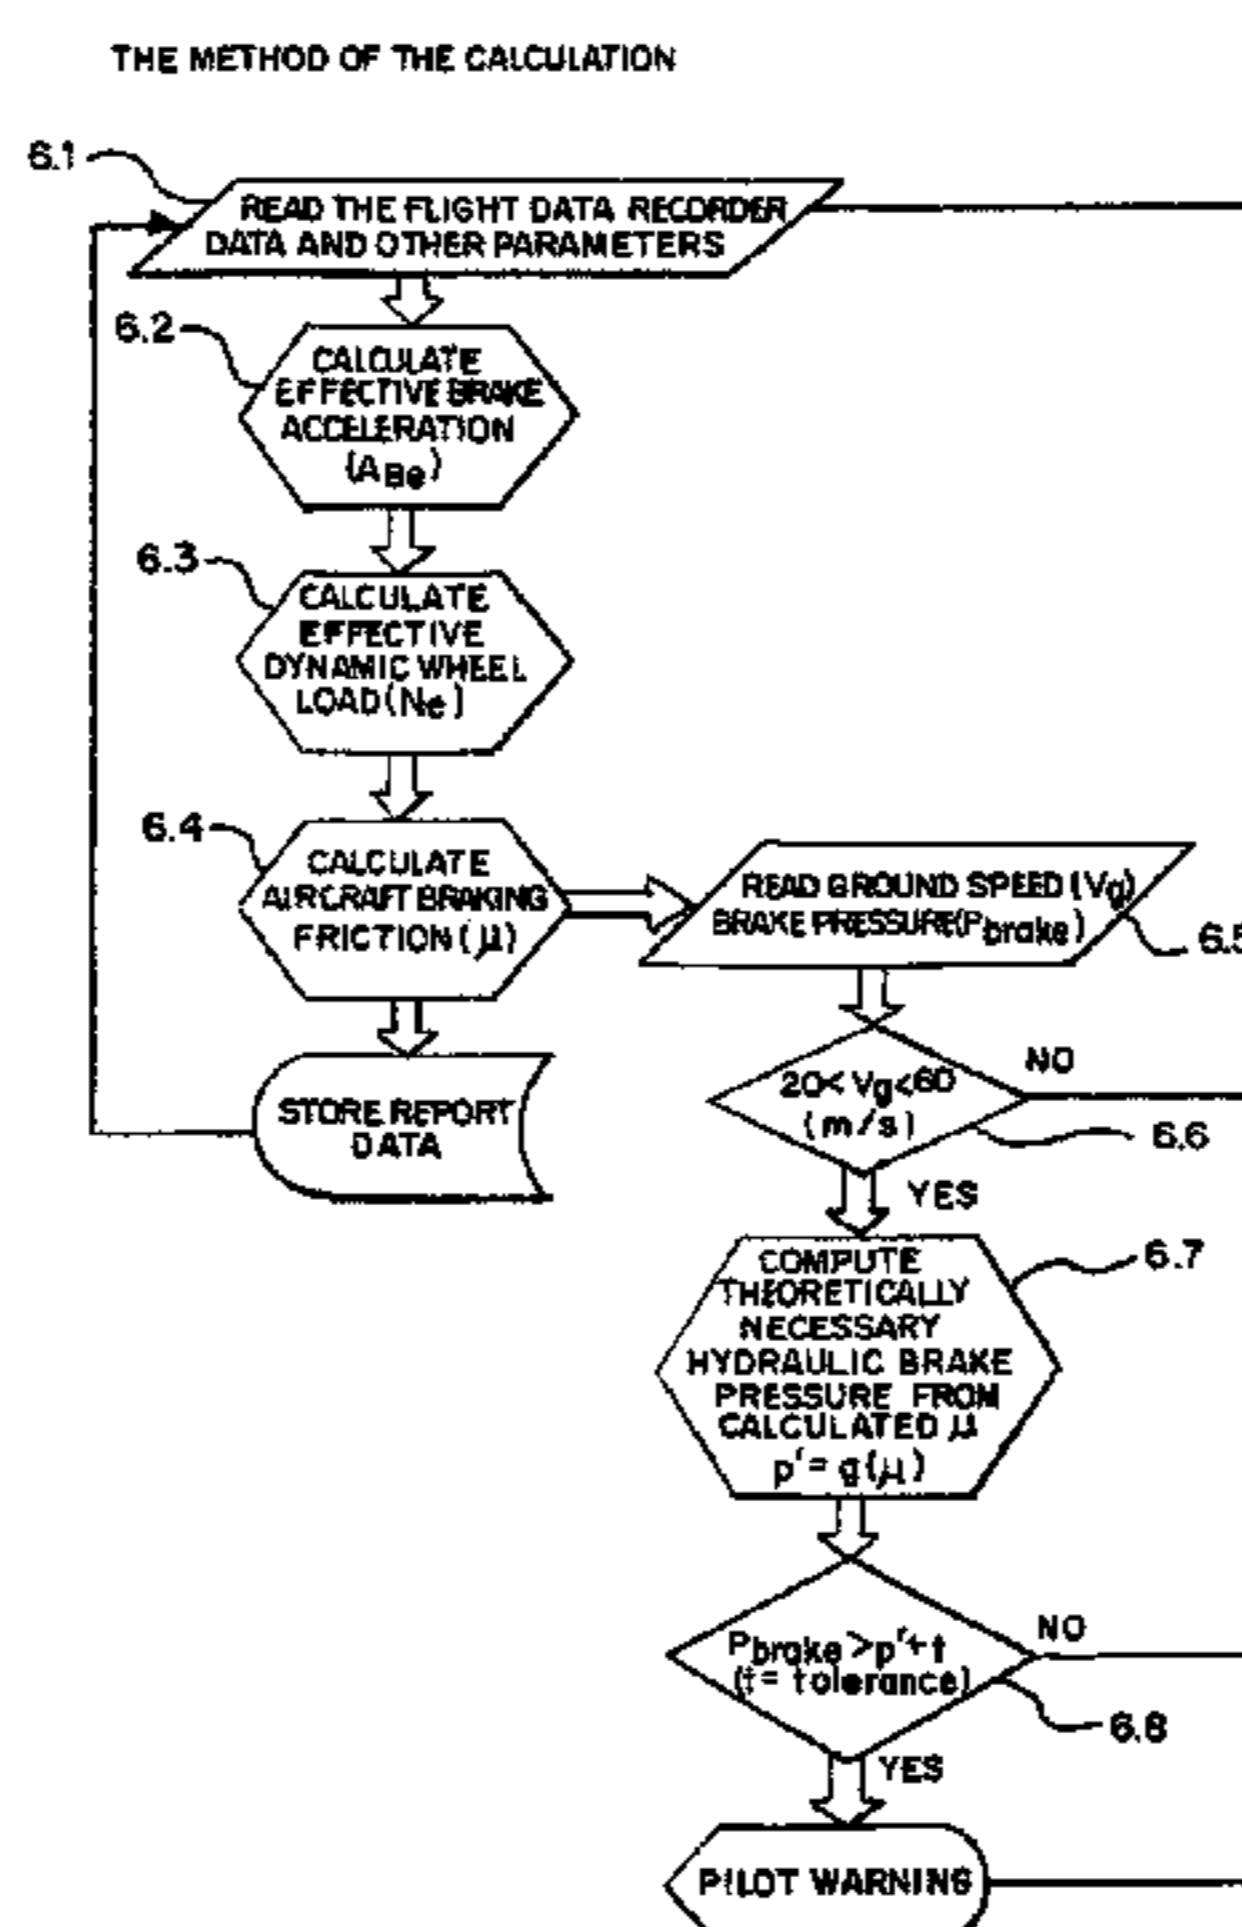 THE METHOD OF THE CALCULATION
6.1
READ THE FLIGHT DATA RECORDER
DATA AND OTHER PARAMETERS
6.2
CALCULATE
EFFECTIVE BRAKE
ACCELERATION
(ABe)
6.3
CALCULATE
EFFECTIVE
DYNAMIC WHEEL
LOAD (Ne)
6.4
CALCULATE
AIRCRAFT BRAKING
FRICTION (μ)
READ GROUND SPEED (Vg)
BRAKE PRESSURE (Pbrake)
6.5
STORE REPORT
DATA
20< Vg <60
(m/s)
NO
6.6
YES
COMPUTE
THEORETICALLY
NECESSARY
HYDRAULIC BRAKE
PRESSURE FROM
CALCULATED μ
p' = g(μ)
6.7
Pbrake > p' + t
(t = tolerance)
NO
6.8
YES
PILOT WARNING